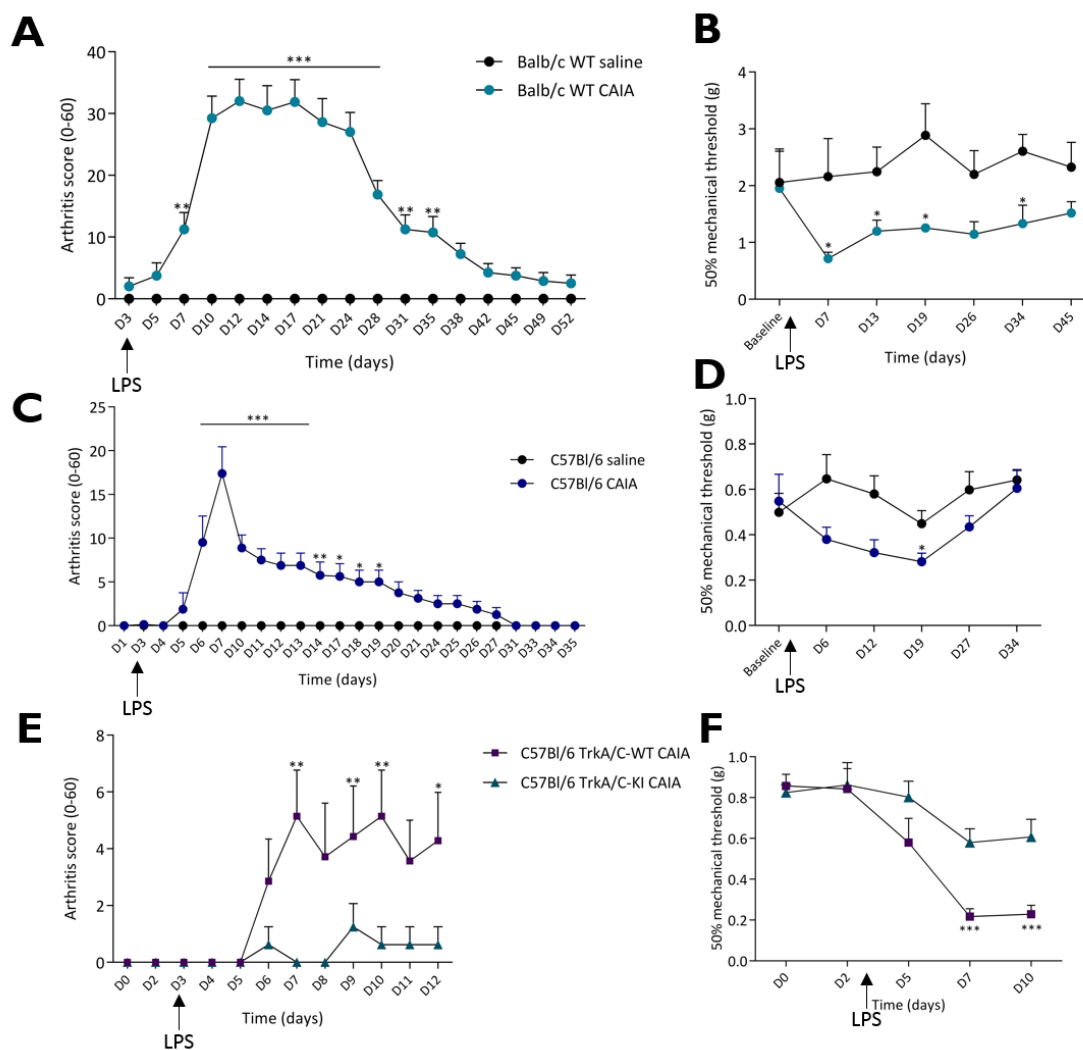 A
Arthritis score (0-60)
40
30
20
10
0
***
**
**
**
Balb/c WT saline
Balb/c WT CAIA
D3 D5 D7 D10 D12 D14 D17 D21 D24 D28 D31 D35 D38 D42 D45 D49 D52
Time (days)
LPS
B
50% mechanical threshold (g)
4
3
2
1
0
*
*
*
*
Baseline D7 D13 D19 D26 D34 D45
Time (days)
LPS
C
Arthritis score (0-60)
25
20
15
10
5
0
***
** * * *
C57Bl/6 saline
C57Bl/6 CAIA
D1 D3 D4 D5 D6 D7 D10 D11 D12 D13 D14 D17 D18 D19 D20 D21 D24 D25 D26 D27 D31 D33 D34 D35
Time (days)
LPS
D
50% mechanical threshold (g)
1.0
0.8
0.6
0.4
0.2
0.0
*
Baseline D6 D12 D19 D27 D34
LPS
E
Arthritis score (0-60)
8
6
4
2
0
** ** ** *
C57Bl/6 TrkA/C-WT CAIA
C57Bl/6 TrkA/C-KI CAIA
D0 D2 D3 D4 D5 D6 D7 D8 D9 D10 D11 D12
Time (days)
LPS
F
50% mechanical threshold (g)
1.0
0.8
0.6
0.4
0.2
0.0
*** ***
D0 D2 D5 D7 D10
Time (days)
LPS